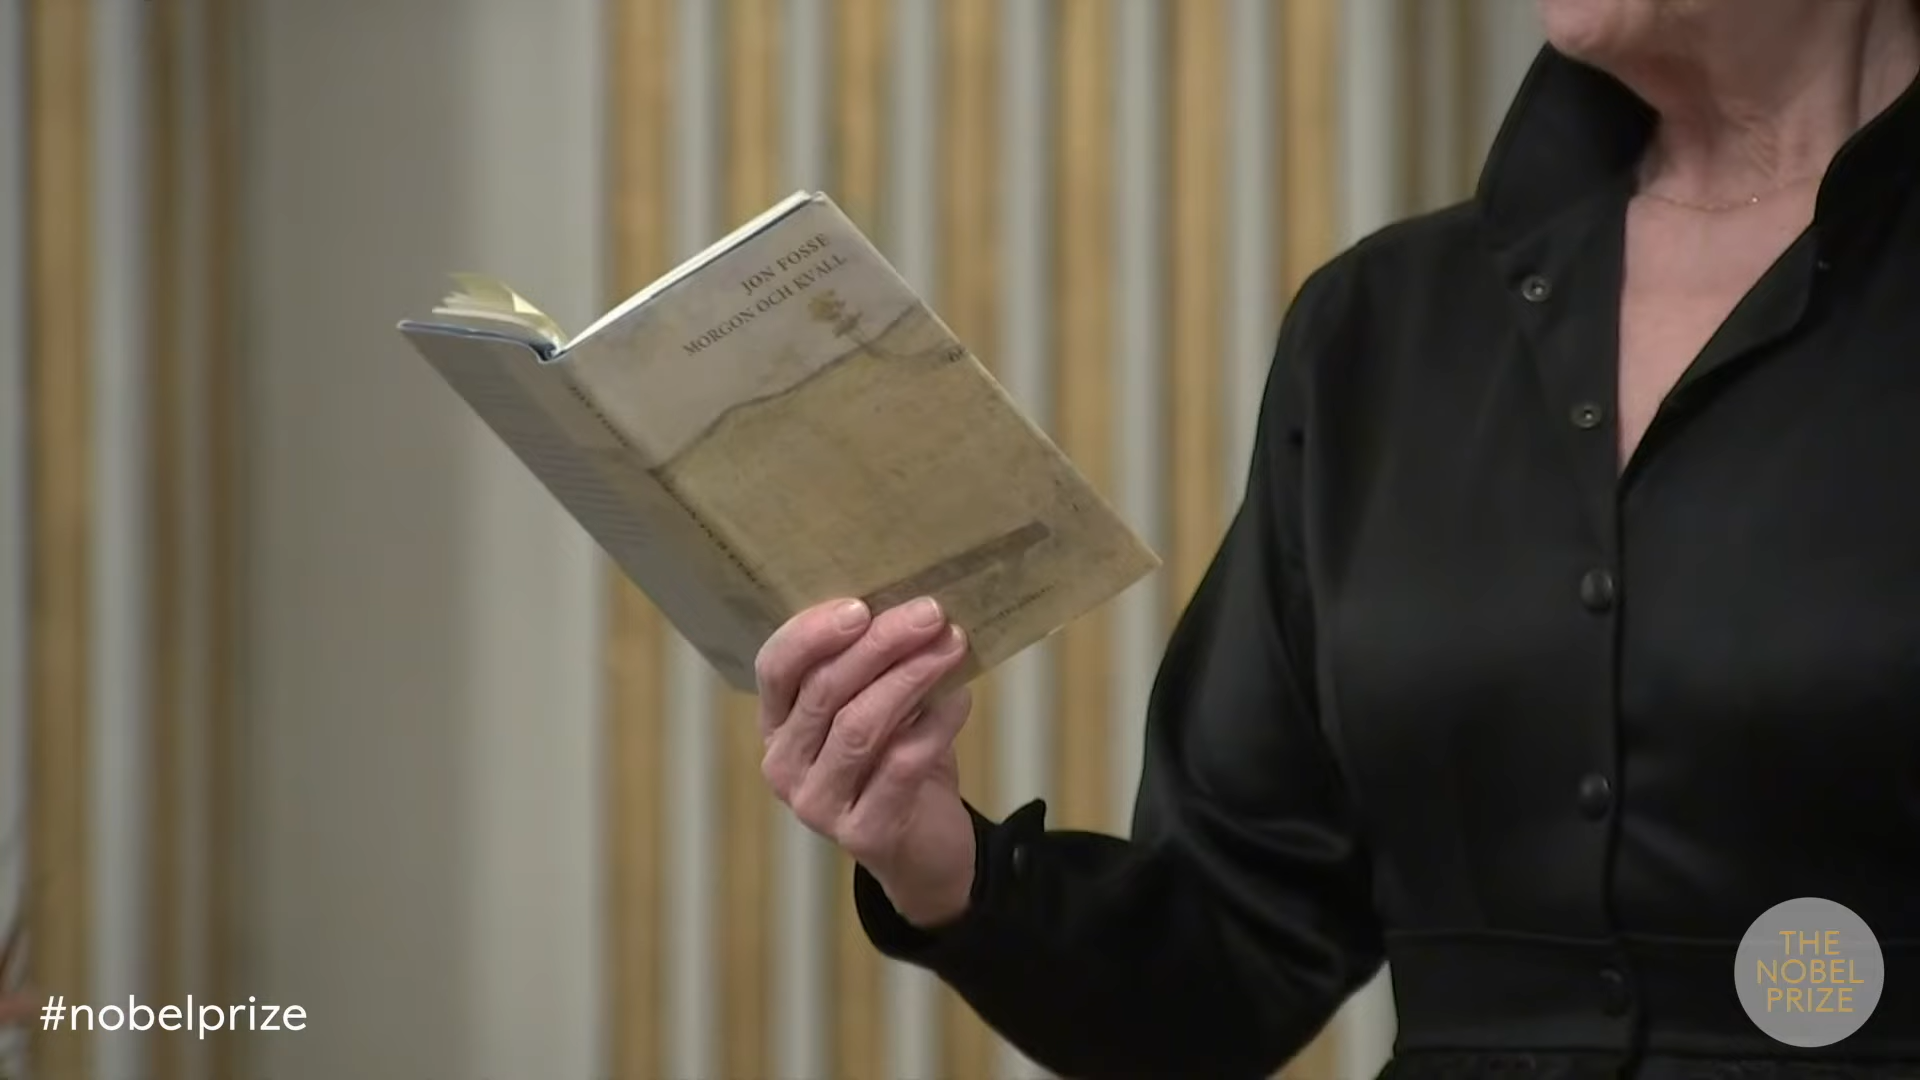 JON FOSSE
MORGON OCH KVÄLL
#nobelprize
THE
NOBEL
PRIZE